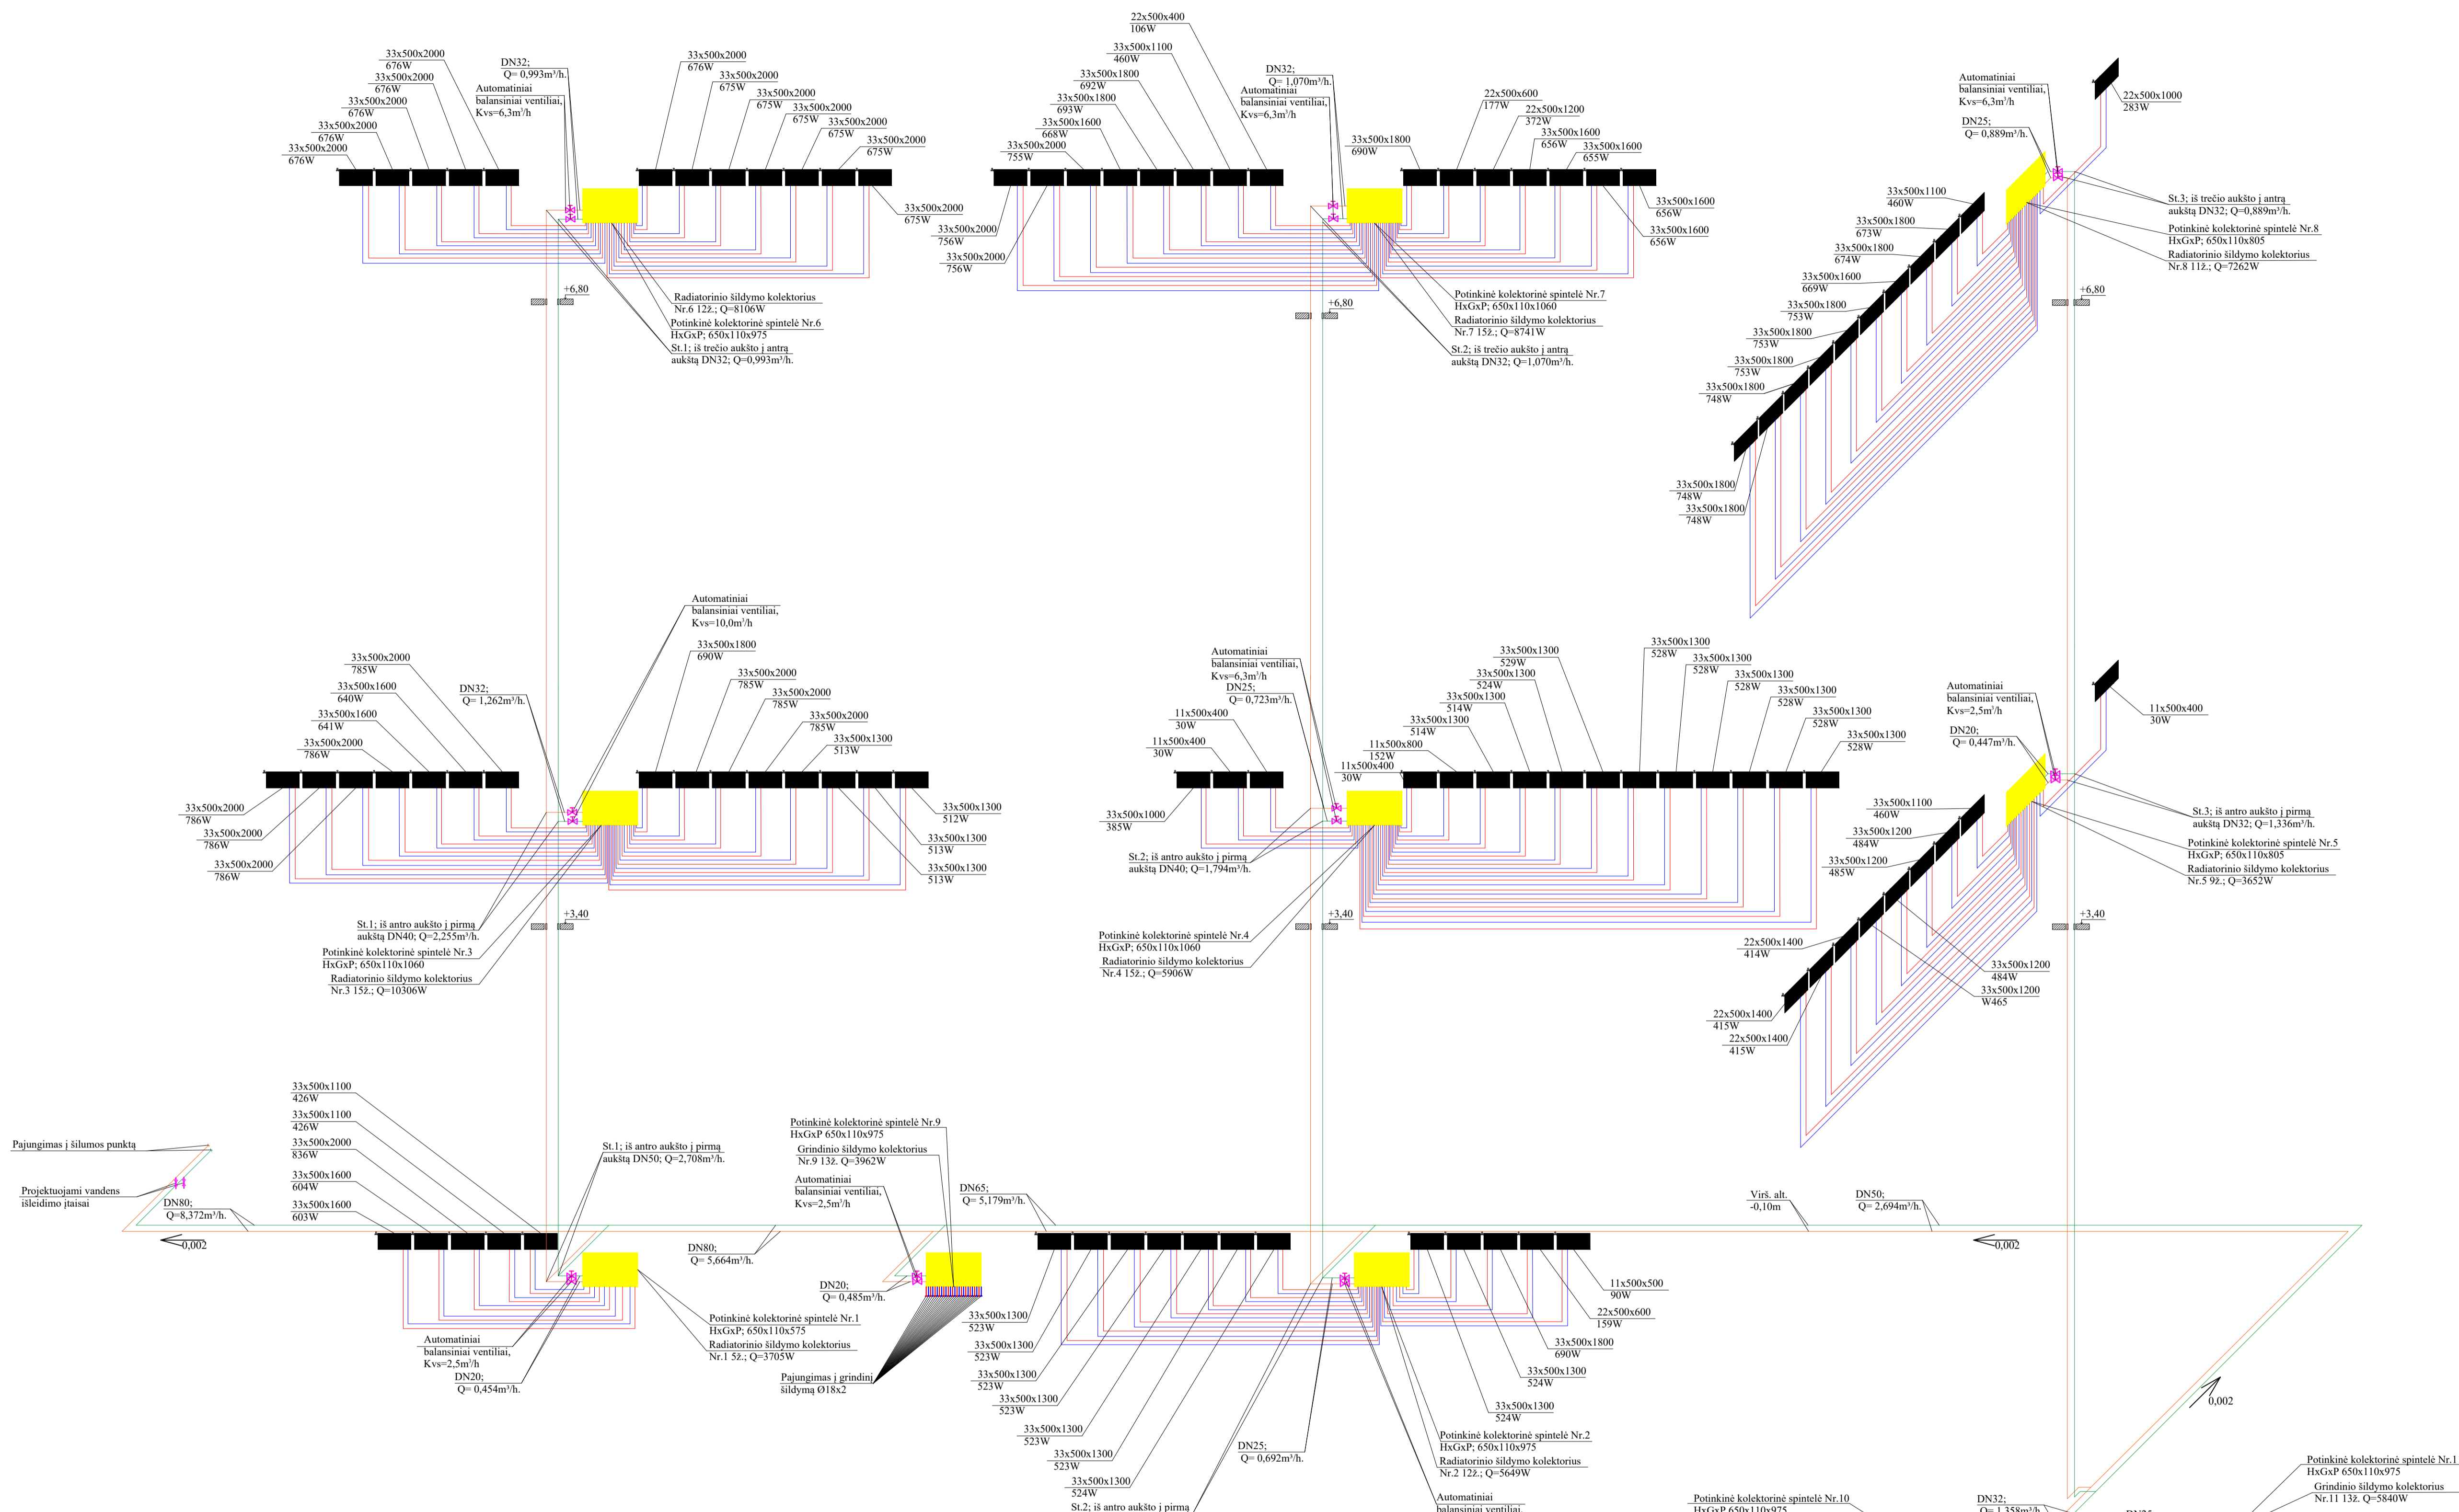 33x500x2000
676W
33x500x2000
676W
33x500x2000
676W
33x500x2000
676W
33x500x2000
676W
DN32;
Q= 0,993m³/h.
Automatiniai
balansiniai ventiliai,
Kvs=6,3m³/h
33x500x2000
676W
33x500x2000
675W
33x500x2000
675W
33x500x2000
675W
33x500x2000
675W
33x500x2000
675W
33x500x2000
675W
+6,80
Radiatorinio šildymo kolektorius
Nr.6 12ž.; Q=8106W
Potinkinė kolektorinė spintelė Nr.6
HxGxP; 650x110x975
St.1; iš trečio aukšto į antrą
aukštą DN32; Q=0,993m³/h.
22x500x400
106W
33x500x1100
460W
33x500x1800
692W
33x500x1800
693W
33x500x1600
668W
33x500x2000
755W
33x500x2000
756W
33x500x2000
756W
DN32;
Q= 1,070m³/h.
Automatiniai
balansiniai ventiliai,
Kvs=6,3m³/h
33x500x1800
690W
22x500x600
177W
22x500x1200
372W
33x500x1600
656W
33x500x1600
655W
33x500x1600
656W
33x500x1600
656W
+6,80
Potinkinė kolektorinė spintelė Nr.7
HxGxP; 650x110x1060
Radiatorinio šildymo kolektorius
Nr.7 15ž.; Q=8741W
St.2; iš trečio aukšto į antrą
aukštą DN32; Q=1,070m³/h.
Automatiniai
balansiniai ventiliai,
Kvs=6,3m³/h
DN25;
Q= 0,889m³/h.
22x500x1000
283W
33x500x1100
460W
33x500x1800
673W
33x500x1800
674W
33x500x1600
669W
33x500x1800
753W
33x500x1800
753W
33x500x1800
753W
33x500x1800
748W
33x500x1800
748W
33x500x1800
748W
St.3; iš trečio aukšto į antrą
aukštą DN32; Q=0,889m³/h.
Potinkinė kolektorinė spintelė Nr.8
HxGxP; 650x110x805
Radiatorinio šildymo kolektorius
Nr.8 11ž.; Q=7262W
+6,80
Automatiniai
balansiniai ventiliai,
Kvs=10,0m³/h
33x500x2000
785W
33x500x1600
640W
33x500x1600
641W
33x500x2000
786W
33x500x2000
786W
33x500x2000
786W
33x500x2000
786W
DN32;
Q= 1,262m³/h.
33x500x1800
690W
33x500x2000
785W
33x500x2000
785W
33x500x2000
785W
33x500x1300
513W
33x500x1300
512W
33x500x1300
513W
33x500x1300
513W
St.1; iš antro aukšto į pirmą
aukštą DN40; Q=2,255m³/h.
Potinkinė kolektorinė spintelė Nr.3
HxGxP; 650x110x1060
Radiatorinio šildymo kolektorius
Nr.3 15ž.; Q=10306W
+3,40
Automatiniai
balansiniai ventiliai,
Kvs=6,3m³/h
DN25;
Q= 0,723m³/h.
11x500x400
30W
11x500x400
30W
33x500x1000
385W
33x500x1300
529W
33x500x1300
524W
33x500x1300
514W
33x500x1300
514W
11x500x800
152W
11x500x400
30W
33x500x1300
528W
33x500x1300
528W
33x500x1300
528W
33x500x1300
528W
33x500x1300
528W
33x500x1300
528W
St.2; iš antro aukšto į pirmą
aukštą DN40; Q=1,794m³/h.
+3,40
Potinkinė kolektorinė spintelė Nr.4
HxGxP; 650x110x1060
Radiatorinio šildymo kolektorius
Nr.4 15ž.; Q=5906W
Automatiniai
balansiniai ventiliai,
Kvs=2,5m³/h
DN20;
Q= 0,447m³/h.
11x500x400
30W
33x500x1100
460W
33x500x1200
484W
33x500x1200
485W
22x500x1400
414W
22x500x1400
415W
22x500x1400
415W
33x500x1200
484W
33x500x1200
W465
St.3; iš antro aukšto į pirmą
aukštą DN32; Q=1,336m³/h.
Potinkinė kolektorinė spintelė Nr.5
HxGxP; 650x110x805
Radiatorinio šildymo kolektorius
Nr.5 9ž.; Q=3652W
+3,40
Pajungimas į šilumos punktą
Projektuojami vandens
išleidimo įtaisai
DN80;
Q=8,372m³/h.
0,002
33x500x1100
426W
33x500x1100
426W
33x500x2000
836W
33x500x1600
604W
33x500x1600
603W
St.1; iš antro aukšto į pirmą
aukštą DN50; Q=2,708m³/h.
Automatiniai
balansiniai ventiliai,
Kvs=2,5m³/h
DN20;
Q= 0,454m³/h.
Potinkinė kolektorinė spintelė Nr.1
HxGxP; 650x110x575
Radiatorinio šildymo kolektorius
Nr.1 5ž.; Q=3705W
DN80;
Q= 5,664m³/h.
Potinkinė kolektorinė spintelė Nr.9
HxGxP 650x110x975
Grindinio šildymo kolektorius
Nr.9 13ž. Q=3962W
Automatiniai
balansiniai ventiliai,
Kvs=2,5m³/h
DN20;
Q= 0,485m³/h.
Pajungimas į grindinį
šildymą Ø18x2
DN65;
Q= 5,179m³/h.
33x500x1300
523W
33x500x1300
523W
33x500x1300
523W
33x500x1300
523W
33x500x1300
523W
33x500x1300
523W
33x500x1300
524W
St.2; iš antro aukšto į pirmą
DN25;
Q= 0,692m³/h.
11x500x500
90W
22x500x600
159W
33x500x1800
690W
33x500x1300
524W
33x500x1300
524W
Potinkinė kolektorinė spintelė Nr.2
HxGxP; 650x110x975
Radiatorinio šildymo kolektorius
Nr.2 12ž.; Q=5649W
Automatiniai
balansiniai ventiliai,
Virš. alt.
-0,10m
DN50;
Q= 2,694m³/h.
0,002
0,002
Potinkinė kolektorinė spintelė Nr.10
HxGxP 650x110x975
DN32;
Q= 1,358m³/h
Potinkinė kolektorinė spintelė Nr.1
HxGxP 650x110x975
Grindinio šildymo kolektorius
Nr.11 13ž. Q=5840W